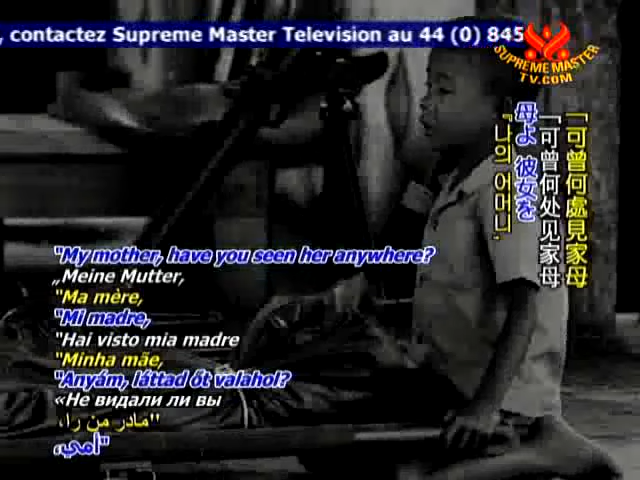 , contactez Supreme Master Television au 44 (0) 845
SUPREME MASTER
TV.COM
「可曾何處見家母
「可曾何处见家母
母よ 彼女を
『나의 어머니,
"My mother, have you seen her anywhere?
„Meine Mutter,
"Ma mère,
"Mi madre,
"Hai visto mia madre
"Minha mãe,
"Anyám, láttad őt valahol?
«Не видали ли вы
"مادر من را،
"أمي،